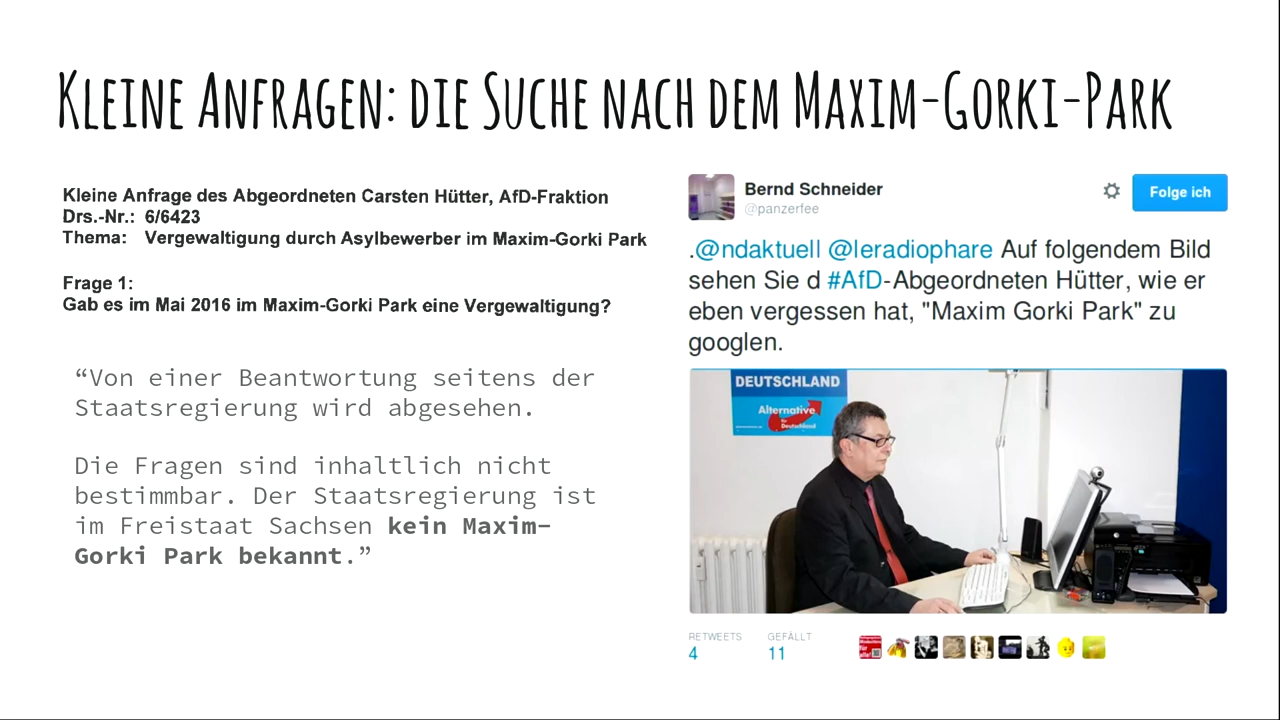 Kleine Anfragen: die Suche nach dem Maxim-Gorki-Park
Kleine Anfrage des Abgeordneten Carsten Hütter, AfD-Fraktion
Drs.-Nr.: 6/6423
Thema: Vergewaltigung durch Asylbewerber im Maxim-Gorki Park
Frage 1:
Gab es im Mai 2016 im Maxim-Gorki Park eine Vergewaltigung?
“Von einer Beantwortung seitens der
Staatsregierung wird abgesehen.
Die Fragen sind inhaltlich nicht
bestimmbar. Der Staatsregierung ist
im Freistaat Sachsen kein Maxim-
Gorki Park bekannt.”
Bernd Schneider
@panzerfee
Folge ich
.@ndaktuell @leradiophare Auf folgendem Bild
sehen Sie d #AfD-Abgeordneten Hütter, wie er
eben vergessen hat, "Maxim Gorki Park" zu
googlen.
DEUTSCHLAND
Alternative
für
Deutschland
RETWEETS GEFÄLLT
4 11